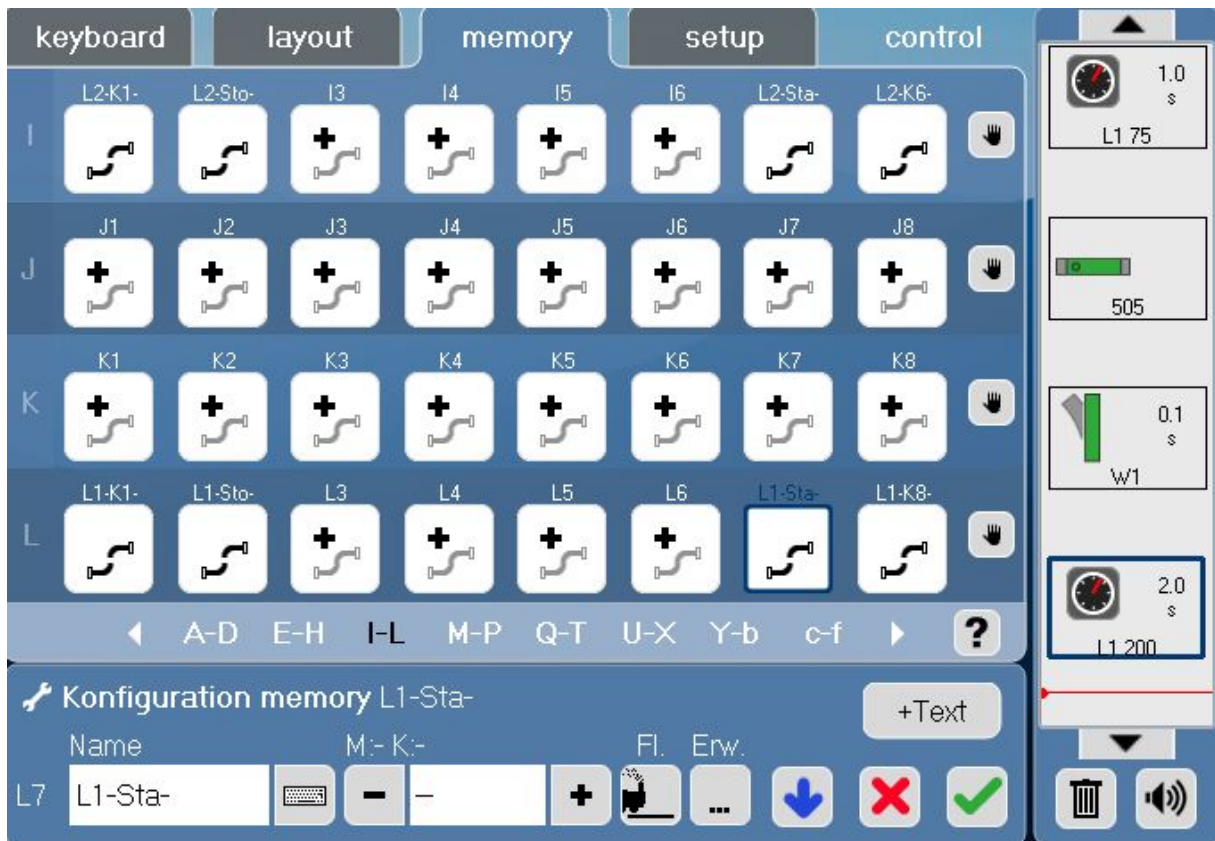 keyboard layout memory setup control
L2-K1- L2-Sto- I3 I4 I5 I6 L2-Sta- L2-K6-
I
J1 J2 J3 J4 J5 J6 J7 J8
J
K1 K2 K3 K4 K5 K6 K7 K8
K
L1-K1- L1-Sto- L3 L4 L5 L6 L1-Sta- L1-K8-
L
A-D E-H I-L M-P Q-T U-X Y-b c-f ?
Konfiguration memory L1-Sta-
+Text
Name M:- K:- Fl. Erw.
L7 L1-Sta- - – + ...
1.0
s
L1 75
505
0.1
s
W1
2.0
s
L1 200